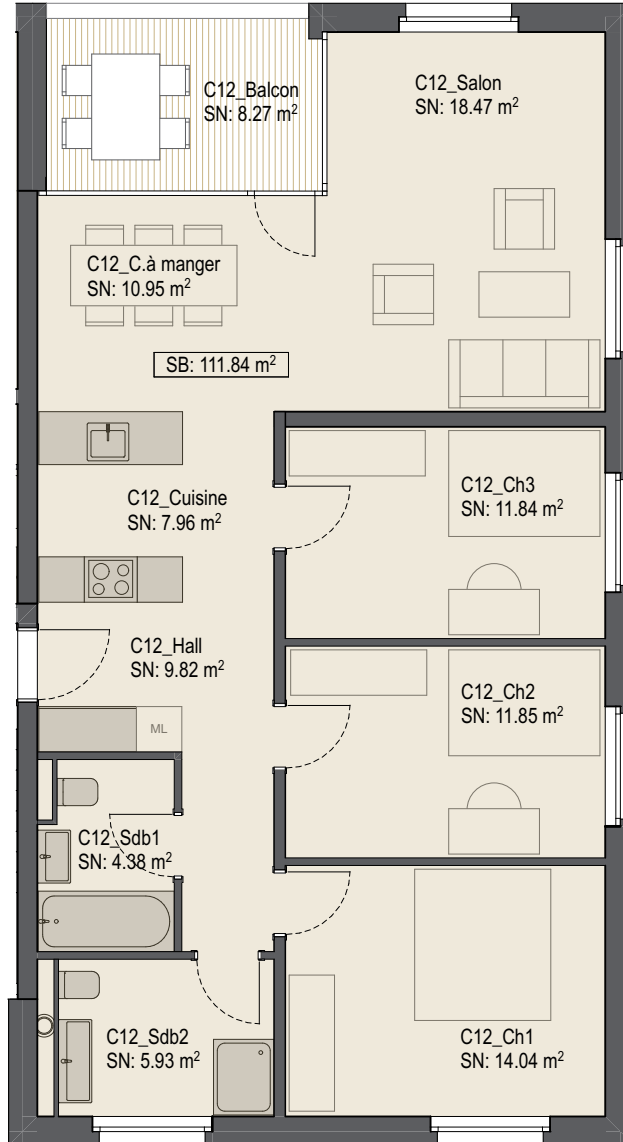 C12_Balcon
SN: 8.27 m²
C12_Salon
SN: 18.47 m²
C12_C.à manger
SN: 10.95 m²
SB: 111.84 m²
C12_Cuisine
SN: 7.96 m²
C12_Ch3
SN: 11.84 m²
C12_Hall
SN: 9.82 m²
C12_Ch2
SN: 11.85 m²
ML
C12_Sdb1
SN: 4.38 m²
C12_Sdb2
SN: 5.93 m²
C12_Ch1
SN: 14.04 m²